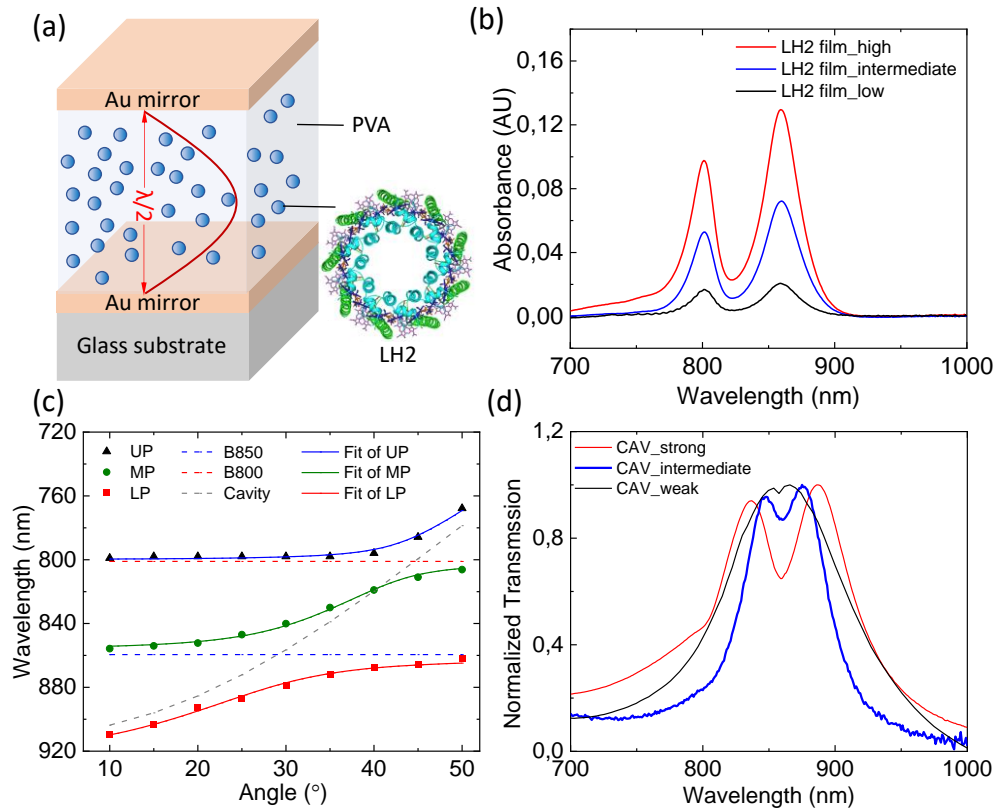 (a)
Au mirror
PVA
λ/2
Au mirror
Glass substrate
LH2
(b)
0,16
0,12
0,08
0,04
0,00
Absorbance (AU)
LH2 film_high
LH2 film_intermediate
LH2 film_low
700
800
900
1000
Wavelength (nm)
(c)
720
760
800
840
880
920
Wavelength (nm)
UP
B850
Fit of UP
MP
B800
Fit of MP
LP
Cavity
Fit of LP
10
15
20
25
30
35
40
45
50
Angle (°)
(d)
1,2
0,8
0,4
0,0
Normalized Transmssion
CAV_strong
CAV_intermediate
CAV_weak
700
800
900
1000
Wavelength (nm)